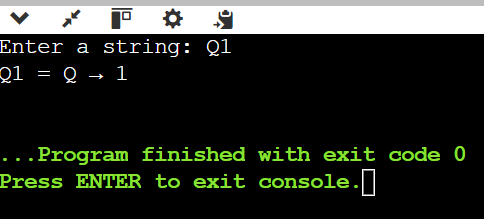 Enter a string: Q1
Q1 = Q → 1
...Program finished with exit code 0
Press ENTER to exit console.